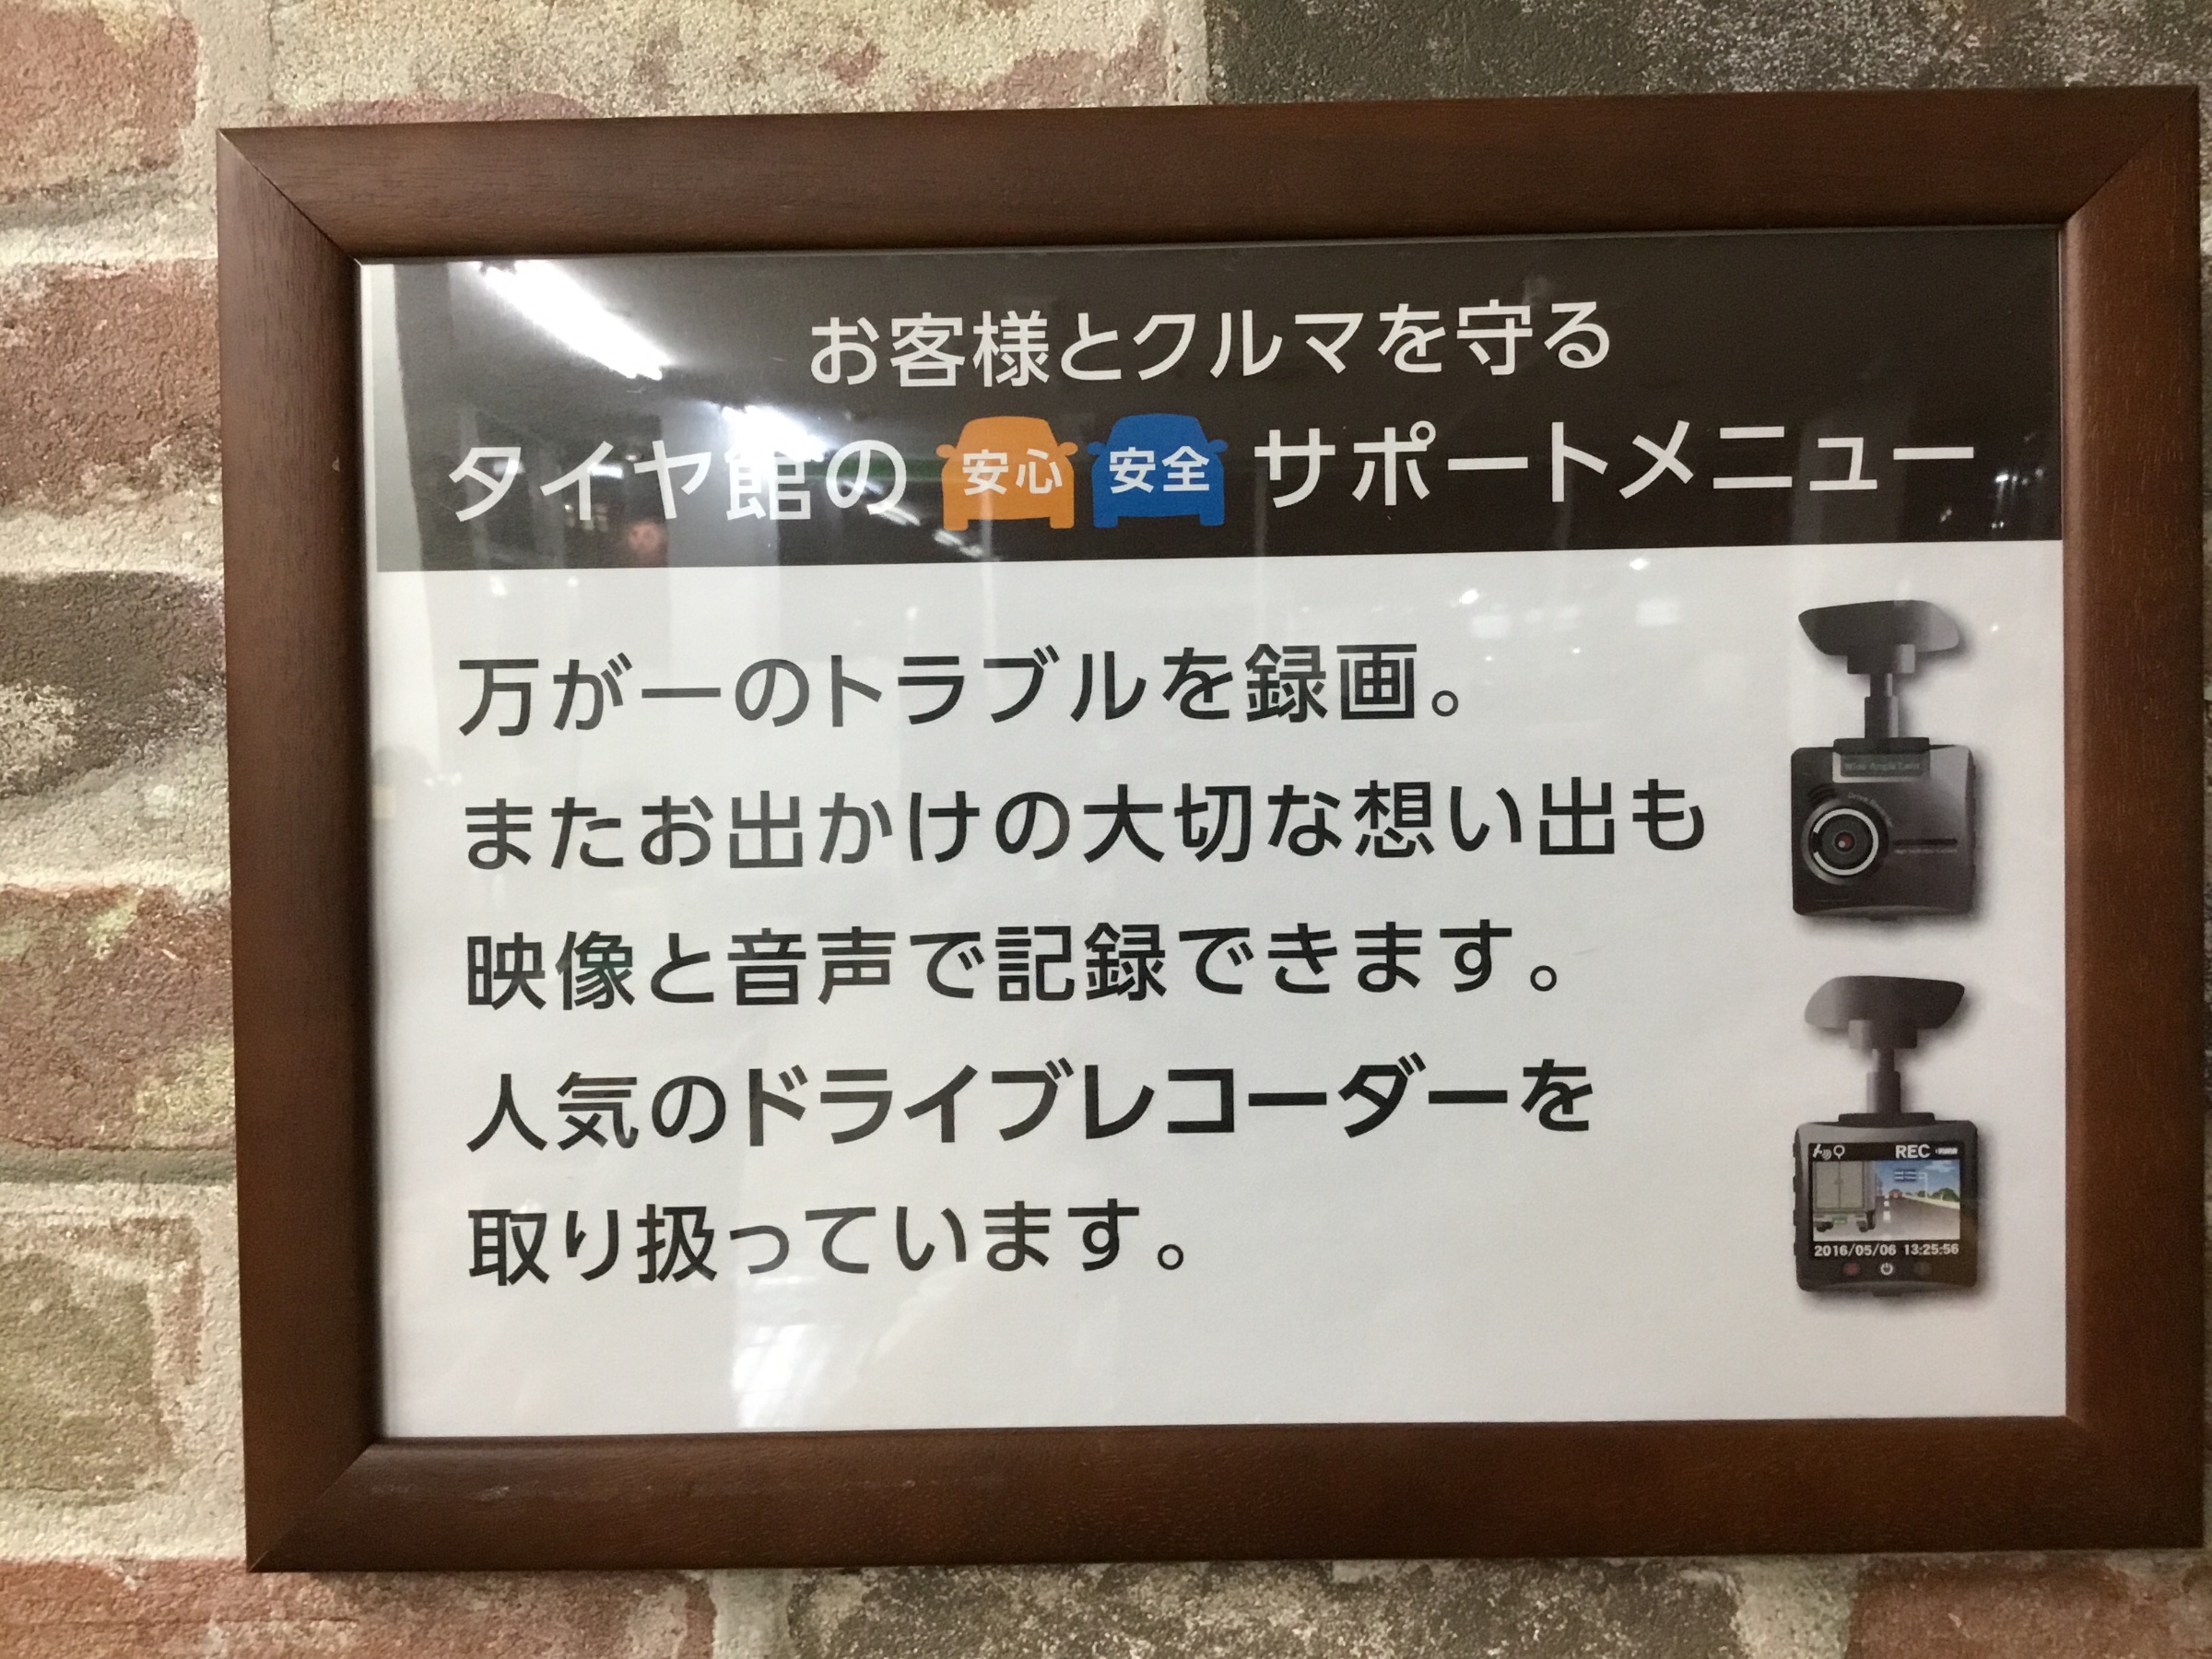 お客様とクルマを守る
タイヤ館の 安心 安全 サポートメニュー
万が一のトラブルを録画。
またお出かけの大切な想い出も
映像と音声で記録できます。
人気のドライブレコーダーを
取り扱っています。
Wide Angle Lens
REC
2016/05/06 13:25:56